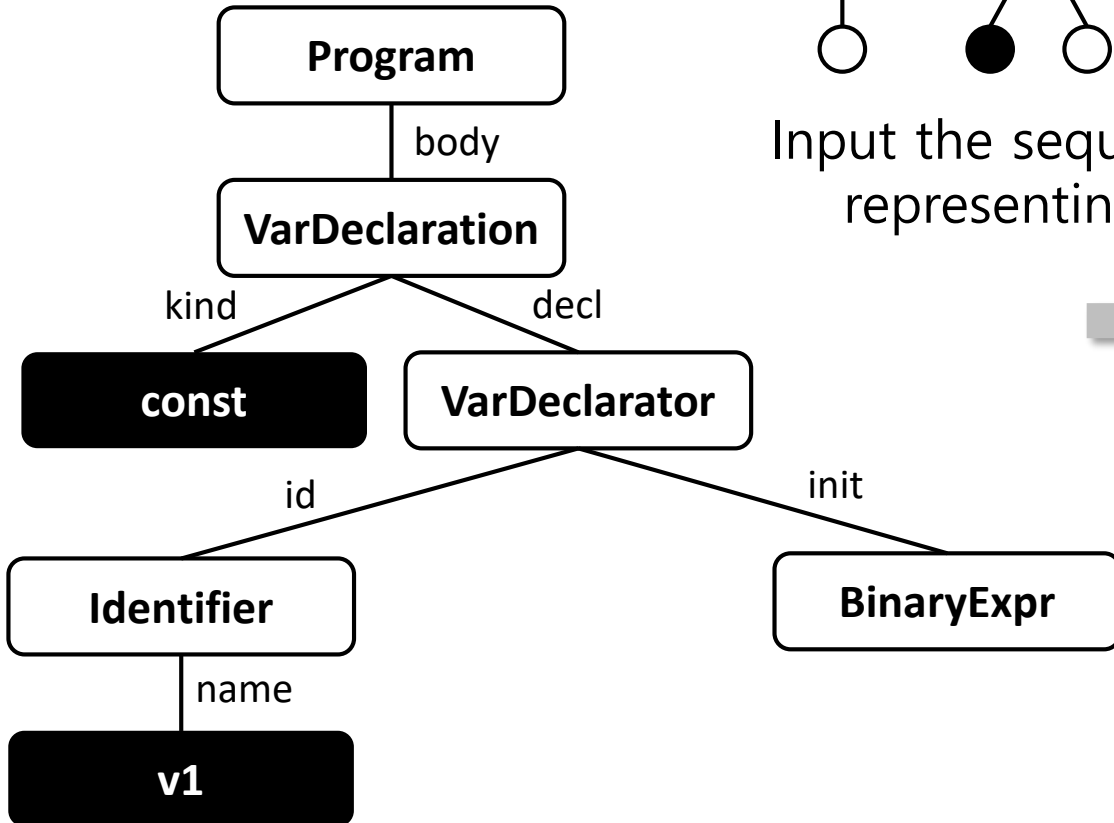 Program
body
Input the sequ
representin
VarDeclaration
kind
decl
const
VarDeclarator
id
init
Identifier
BinaryExpr
name
v1